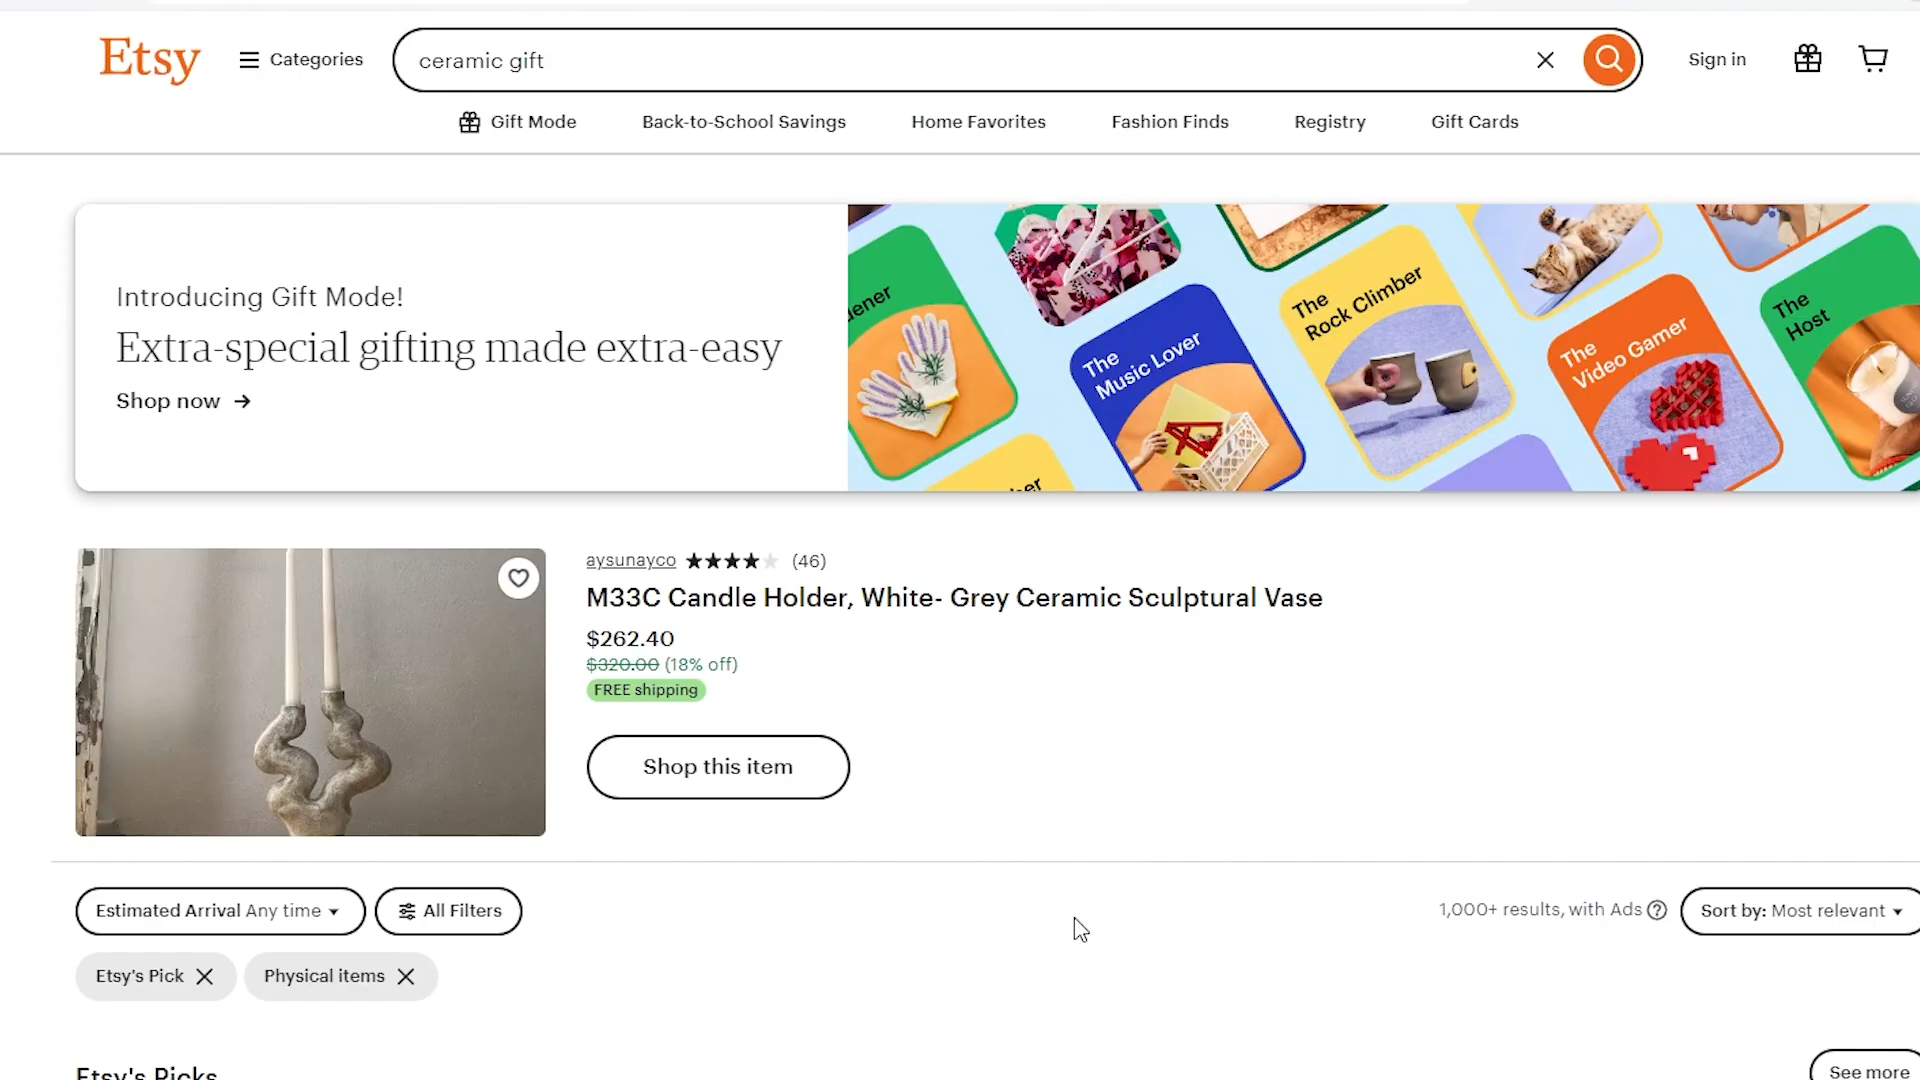 Etsy
Categories
ceramic gift
Sign in
Gift Mode
Back-to-School Savings
Home Favorites
Fashion Finds
Registry
Gift Cards
Introducing Gift Mode!
Extra-special gifting made extra-easy
Shop now →
The
Music Lover
The
Rock Climber
The
Video Gamer
The
Host
aysunayco ★★★★★ (46)
M33C Candle Holder, White- Grey Ceramic Sculptural Vase
$262.40
$320.00 (18% off)
FREE shipping
Shop this item
Estimated Arrival Any time
All Filters
1,000+ results, with Ads ?
Sort by: Most relevant
Etsy's Pick
Physical items
Etsy's Picks
See more